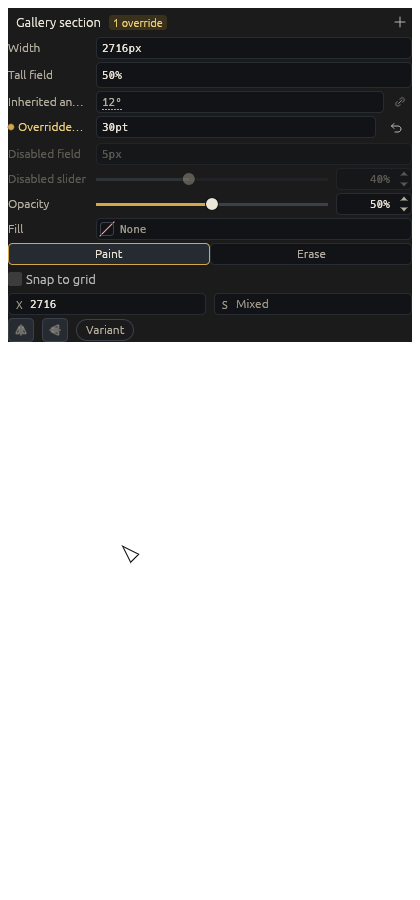 Gallery section 1 override
Width 2716px
Tall field 50%
Inherited an... 12°
Overridde... 30pt
Disabled field 5px
Disabled slider 40%
Opacity 50%
Fill None
Paint Erase
Snap to grid
X 2716 S Mixed
Variant